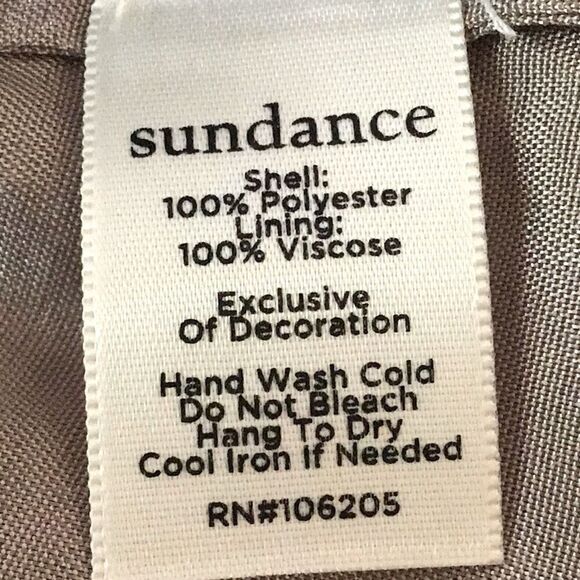 sundance
Shell:
100% Polyester
Lining:
100% Viscose
Exclusive
Of Decoration
Hand Wash Cold
Do Not Bleach
Hang To Dry
Cool Iron If Needed
RN#106205